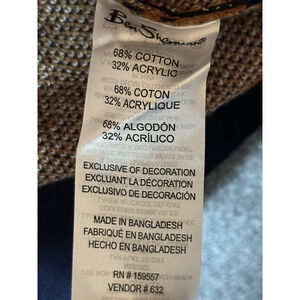 Ben Sherman®
68% COTTON
32% ACRYLIC
68% COTON
32% ACRYLIQUE
68% ALGODÓN
32% ACRÍLICO
EXCLUSIVE OF DECORATION
EXCLUANT LA DÉCORATION
EXCLUSIVO DE DECORACIÓN
MADE IN BANGLADESH
FABRIQUÉ EN BANGLADESH
HECHO EN BANGLADESH
RN # 159557
VENDOR # 632